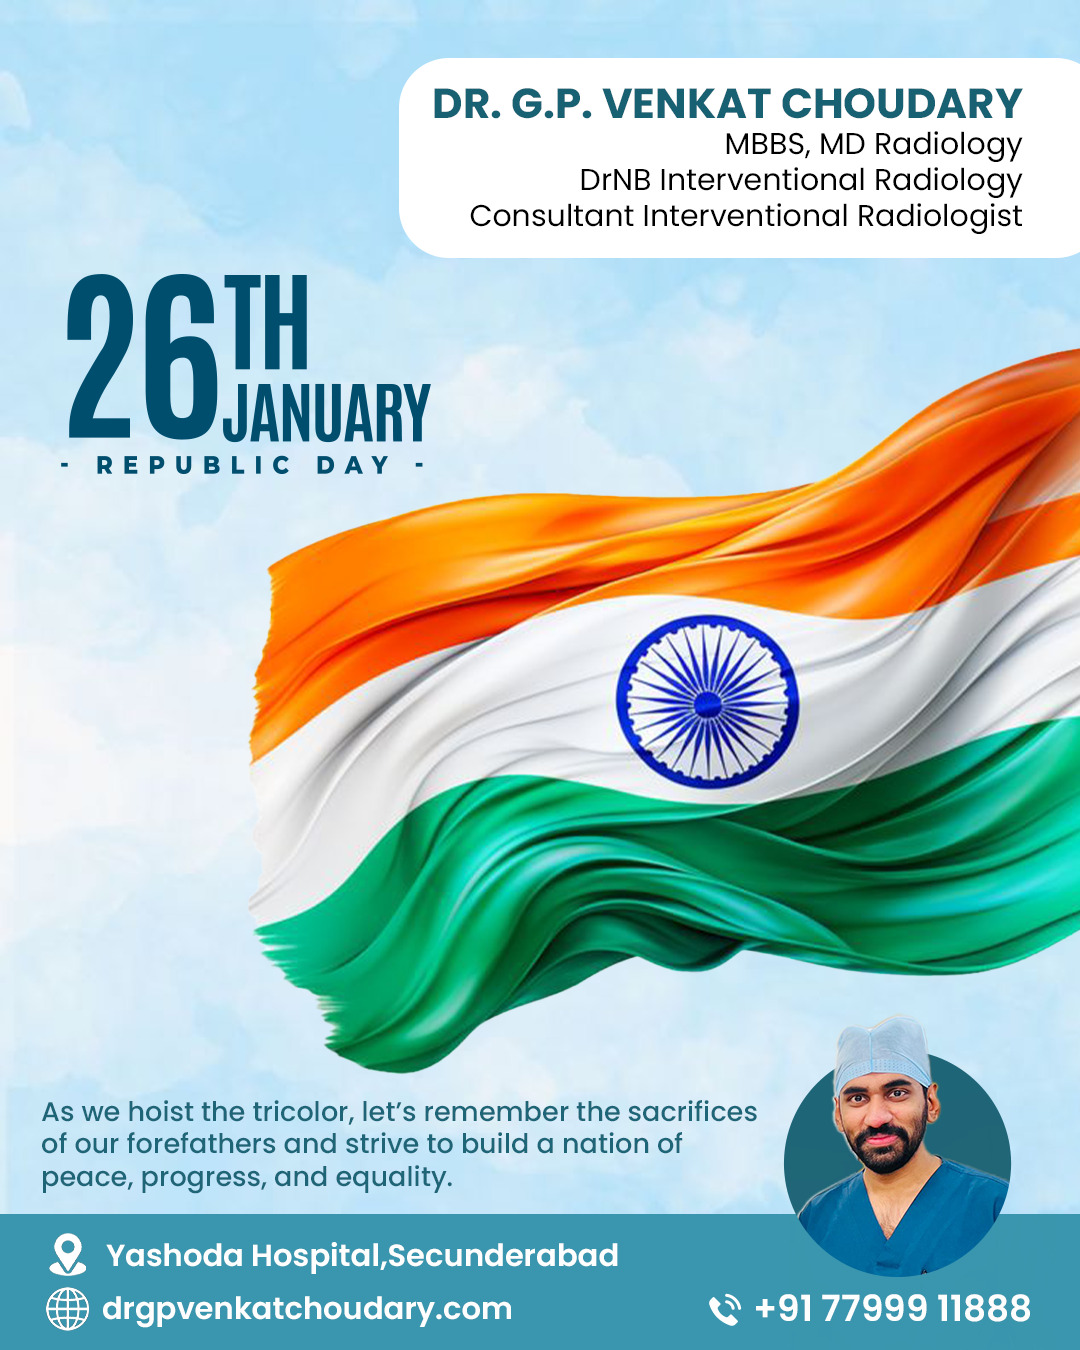 DR. G.P. VENKAT CHOUDARY
MBBS, MD Radiology
DrNB Interventional Radiology
Consultant Interventional Radiologist
26TH
JANUARY
- REPUBLIC DAY -
As we hoist the tricolor, let’s remember the sacrifices
of our forefathers and strive to build a nation of
peace, progress, and equality.
Yashoda Hospital,Secunderabad
drgpvenkatchoudary.com
+91 77999 11888